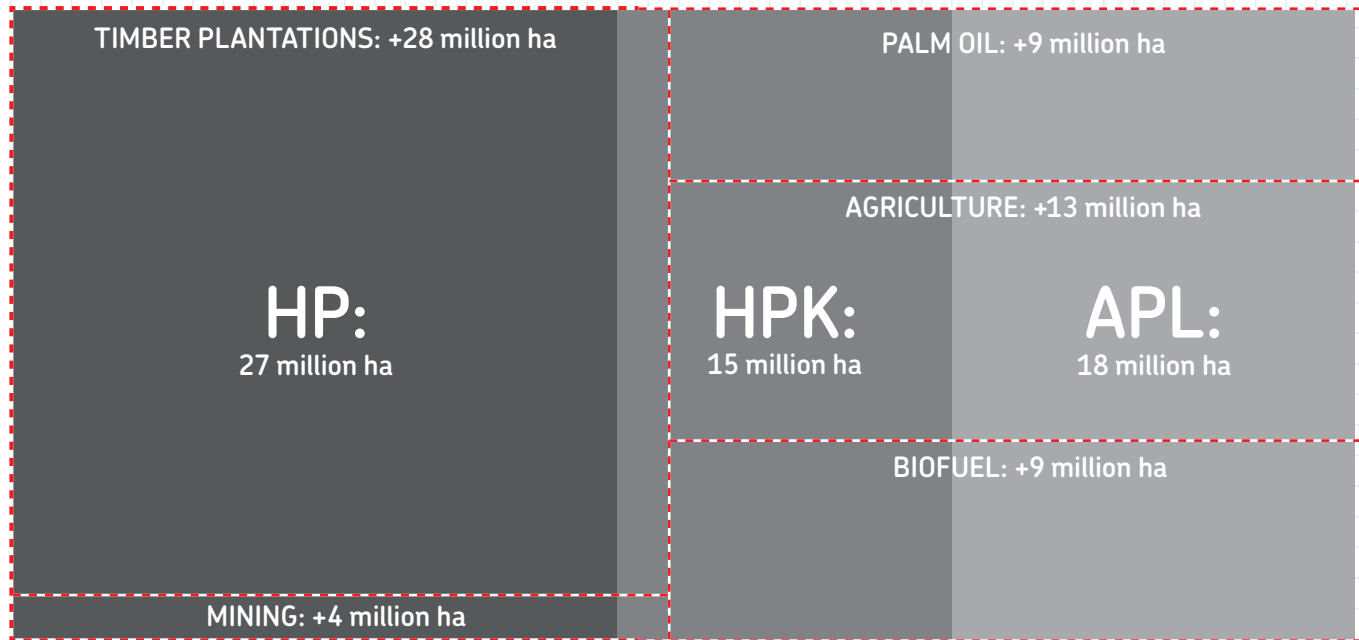 TIMBER PLANTATIONS: +28 million ha
PALM OIL: +9 million ha
AGRICULTURE: +13 million ha
HP:
27 million ha
HPK:
15 million ha
APL:
18 million ha
BIOFUEL: +9 million ha
MINING: +4 million ha